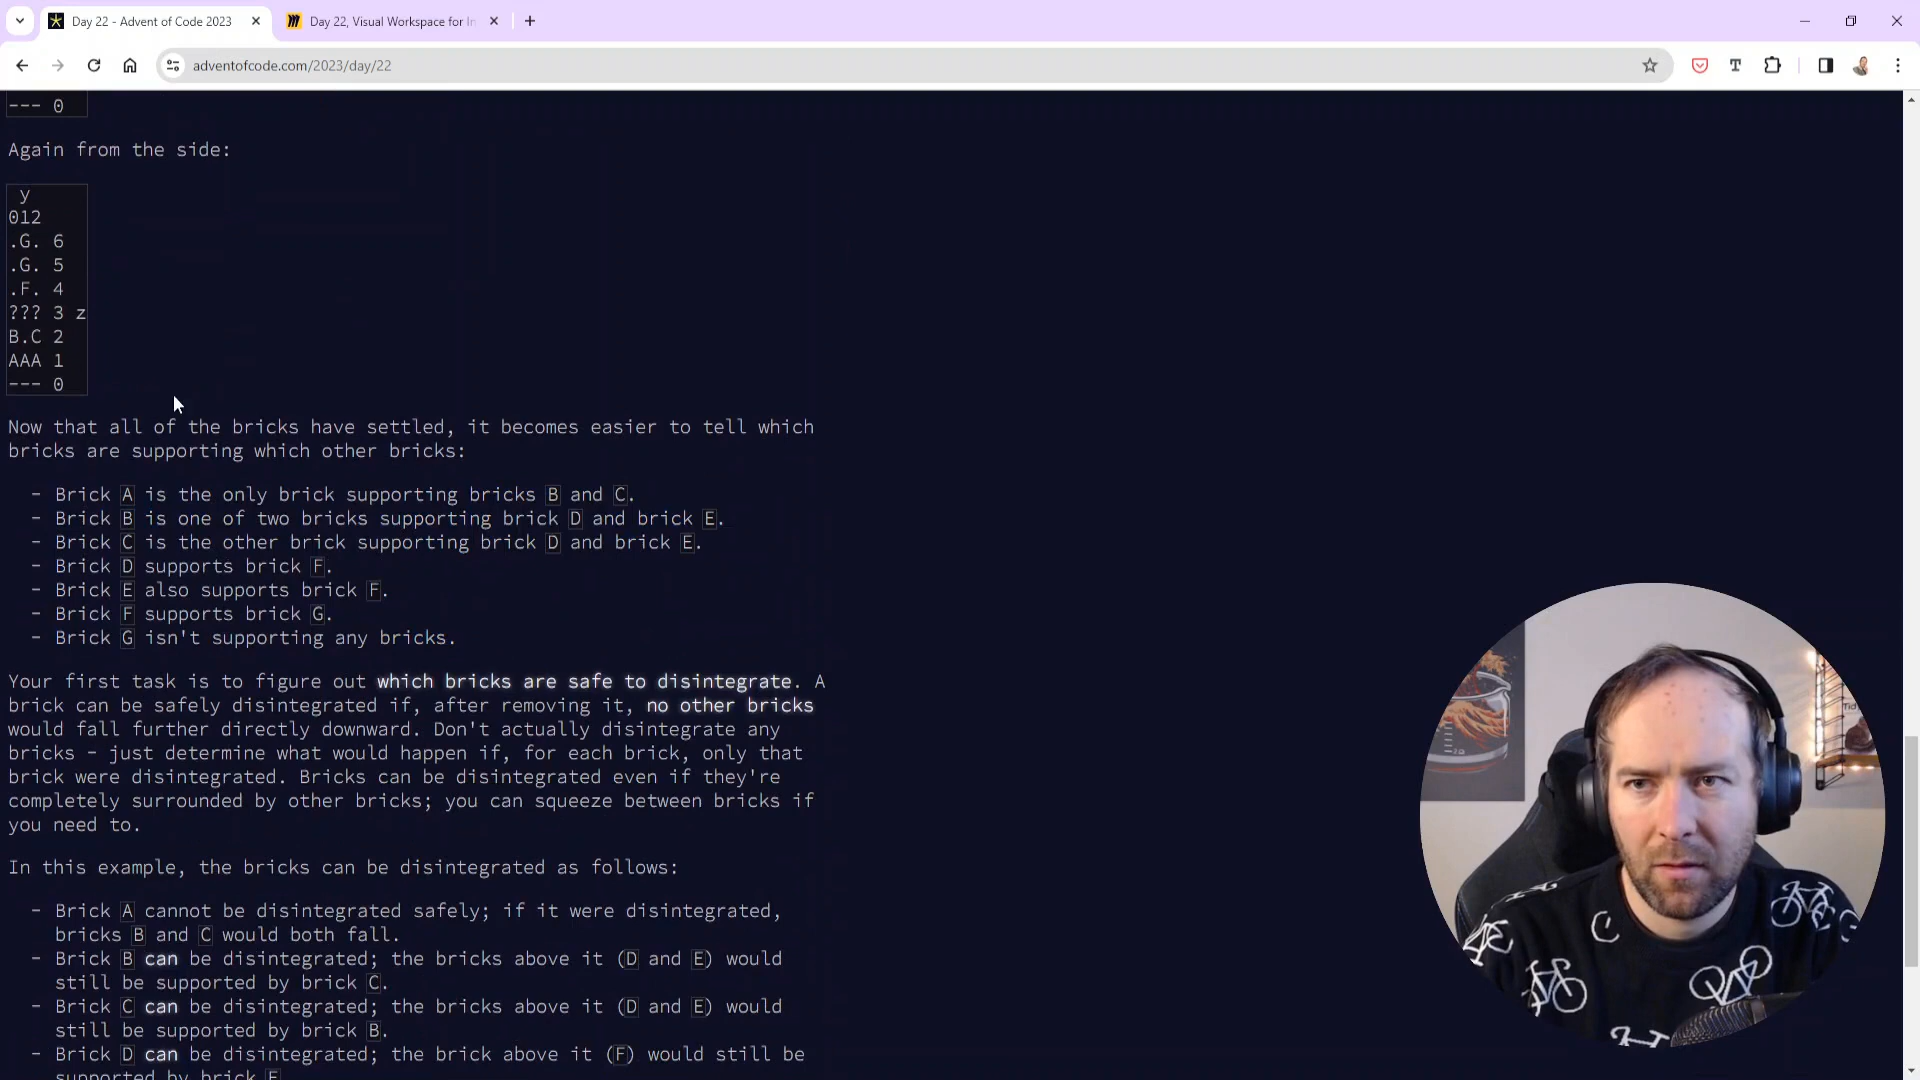 Day 22 - Advent of Code 2023
Day 22, Visual Workspace for In
adventofcode.com/2023/day/22
--- 0
Again from the side:
y
012
.G. 6
.G. 5
.F. 4
??? 3 z
B.C 2
AAA 1
--- 0
Now that all of the bricks have settled, it becomes easier to tell which
bricks are supporting which other bricks:
- Brick A is the only brick supporting bricks B and C.
- Brick B is one of two bricks supporting brick D and brick E.
- Brick C is the other brick supporting brick D and brick E.
- Brick D supports brick F.
- Brick E also supports brick F.
- Brick F supports brick G.
- Brick G isn't supporting any bricks.
Your first task is to figure out which bricks are safe to disintegrate. A
brick can be safely disintegrated if, after removing it, no other bricks
would fall further directly downward. Don't actually disintegrate any
bricks - just determine what would happen if, for each brick, only that
brick were disintegrated. Bricks can be disintegrated even if they're
completely surrounded by other bricks; you can squeeze between bricks if
you need to.
In this example, the bricks can be disintegrated as follows:
- Brick A cannot be disintegrated safely; if it were disintegrated,
bricks B and C would both fall.
- Brick B can be disintegrated; the bricks above it (D and E) would
still be supported by brick C.
- Brick C can be disintegrated; the bricks above it (D and E) would
still be supported by brick B.
- Brick D can be disintegrated; the brick above it (F) would still be
supported by brick E